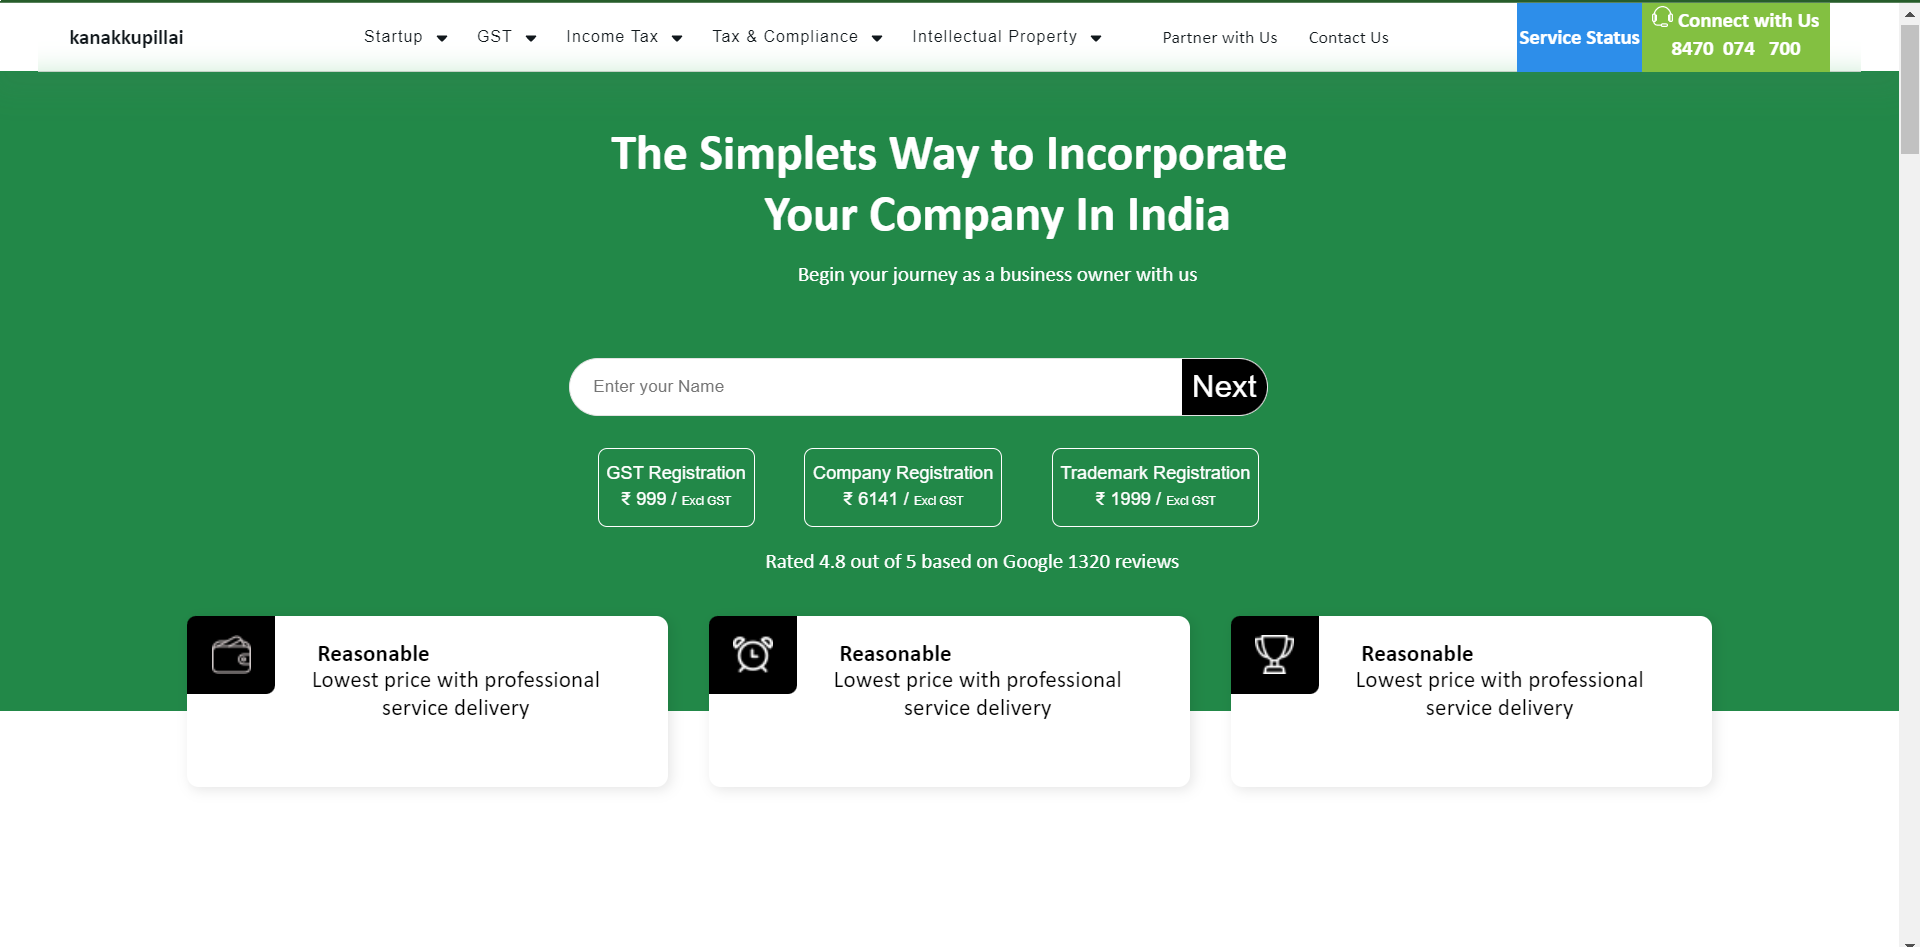 kanakkupillai
Startup GST Income Tax Tax & Compliance Intellectual Property Partner with Us Contact Us
Service Status
Connect with Us
8470 074 700
The Simplets Way to Incorporate
Your Company In India
Begin your journey as a business owner with us
Enter your Name Next
GST Registration
₹ 999 / Excl GST
Company Registration
₹ 6141 / Excl GST
Trademark Registration
₹ 1999 / Excl GST
Rated 4.8 out of 5 based on Google 1320 reviews
Reasonable
Lowest price with professional
service delivery
Reasonable
Lowest price with professional
service delivery
Reasonable
Lowest price with professional
service delivery